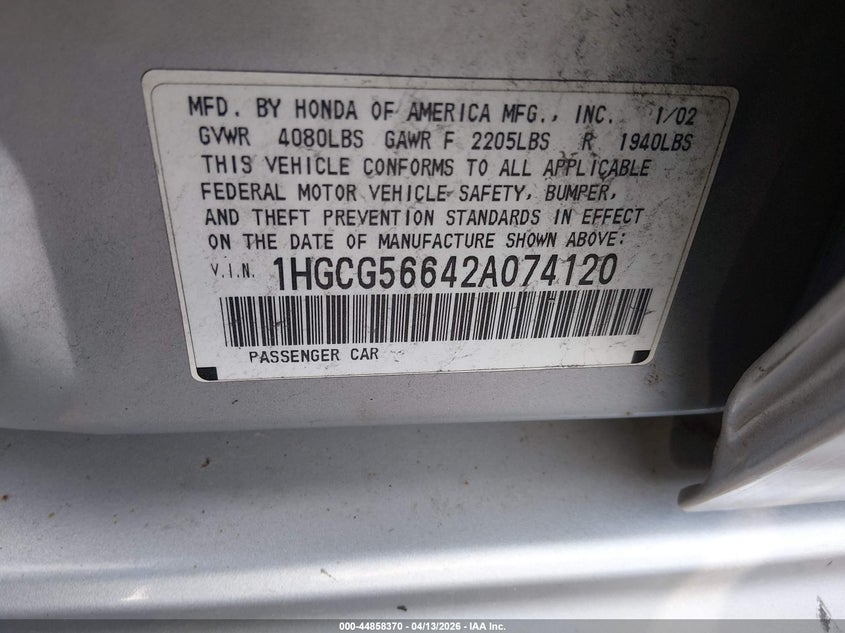 MFD. BY HONDA OF AMERICA MFG., INC. 1/02
GVWR 4080LBS GAWR F 2205LBS R 1940LBS
THIS VEHICLE CONFORMS TO ALL APPLICABLE
FEDERAL MOTOR VEHICLE SAFETY, BUMPER,
AND THEFT PREVENTION STANDARDS IN EFFECT
ON THE DATE OF MANUFACTURE SHOWN ABOVE:
V.I.N. 1HGCG56642A074120
PASSENGER CAR
000-44858370 | 04/13/2026 - IAA Inc.